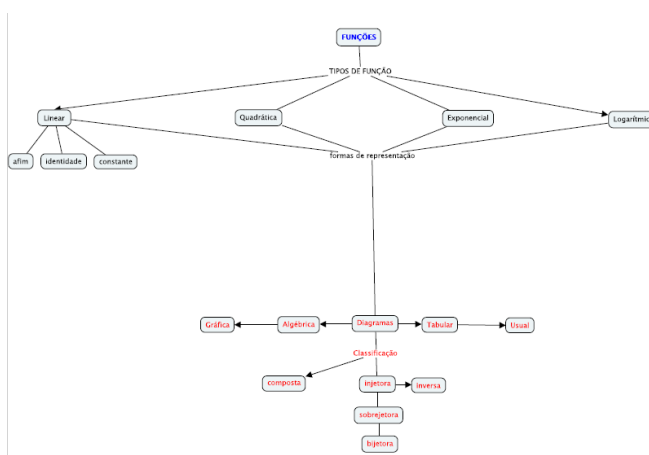 FUNÇÕES
TIPOS DE FUNÇÃO
Linear
Quadrática
Exponencial
Logarítmic
afim
identidade
constante
formas de representação
Gráfica
Algébrica
Diagramas
Tabular
Usual
Classificação
composta
injetora
inversa
sobrejetora
bijetora